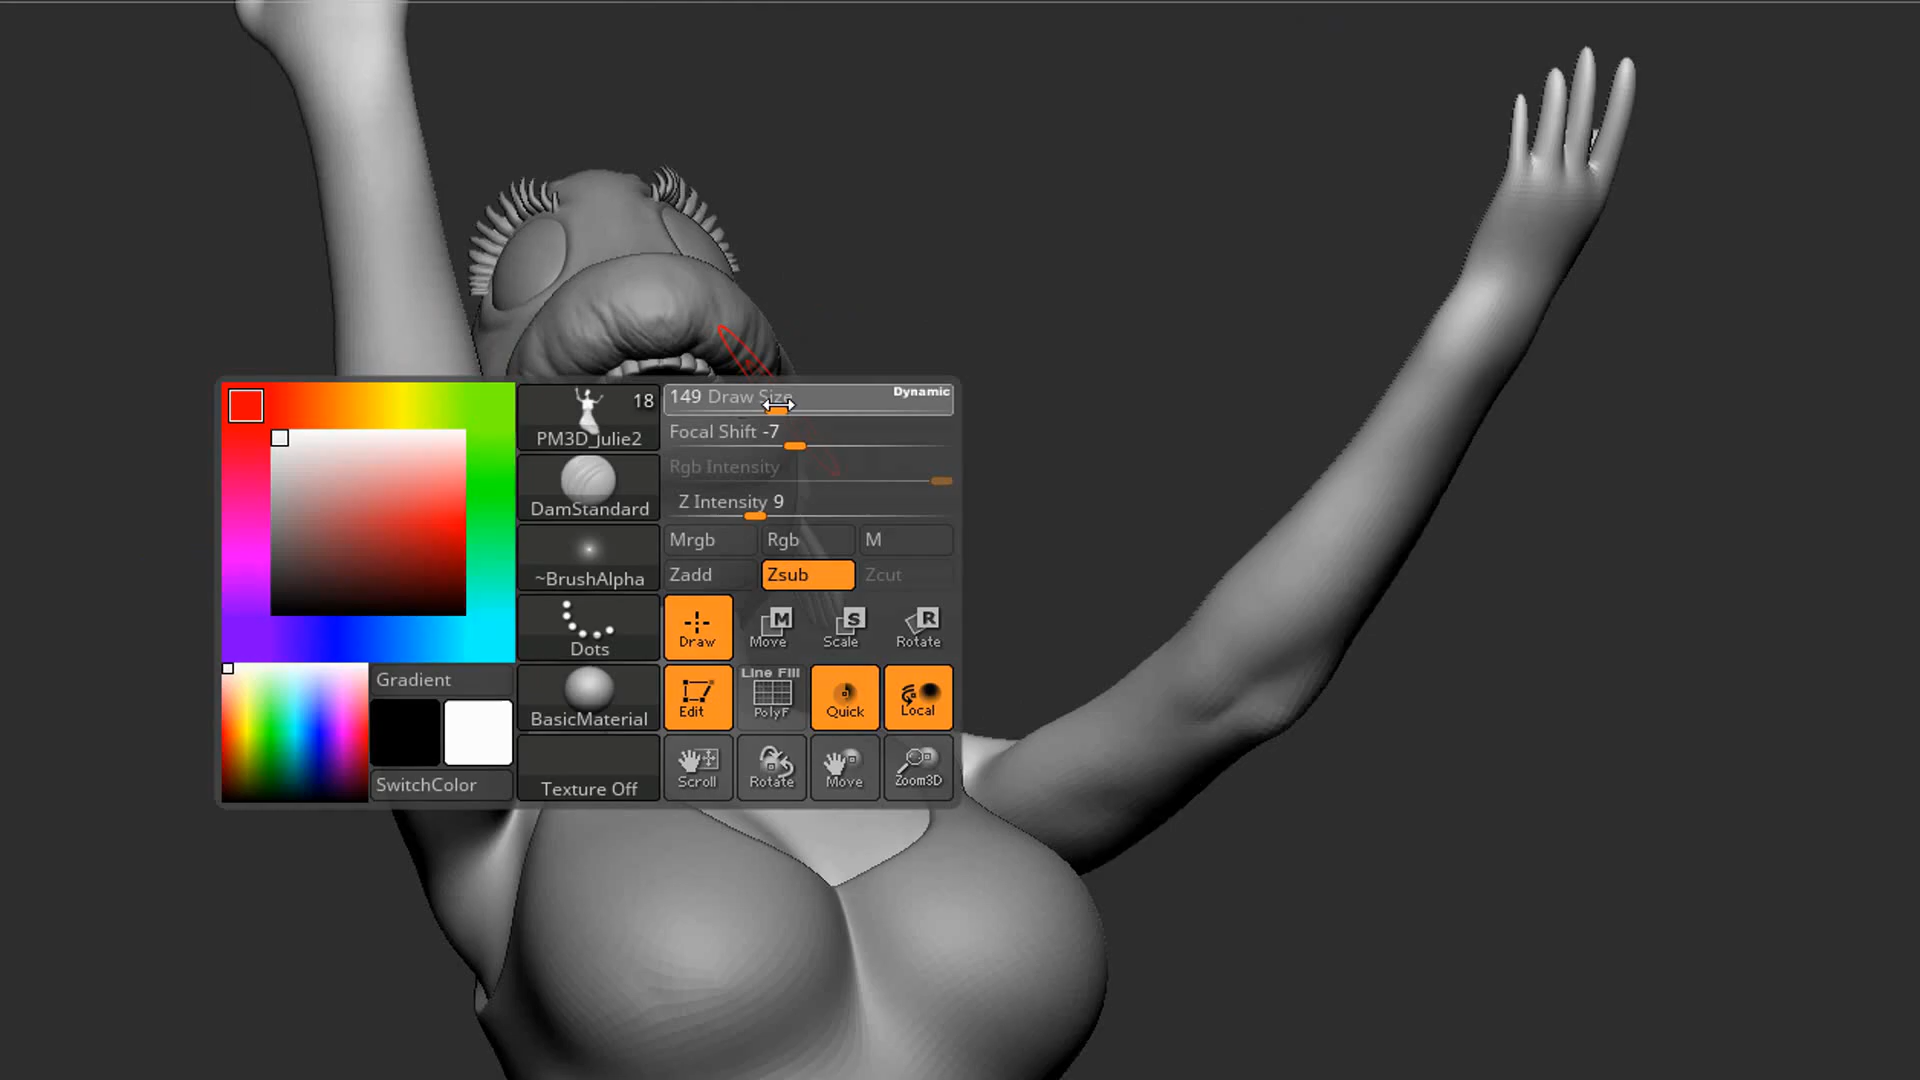 18
PM3D_Julie2
DamStandard
~BrushAlpha
Dots
BasicMaterial
Texture Off
Gradient
SwitchColor
149 Draw Size
Dynamic
Focal Shift -7
Rgb Intensity
Z Intensity 9
Mrgb Rgb M
Zadd Zsub Zcut
M S R
Draw Move Scale Rotate
Line Fill
Edit PolyF Quick Local
Scroll Rotate Move Zoom3D